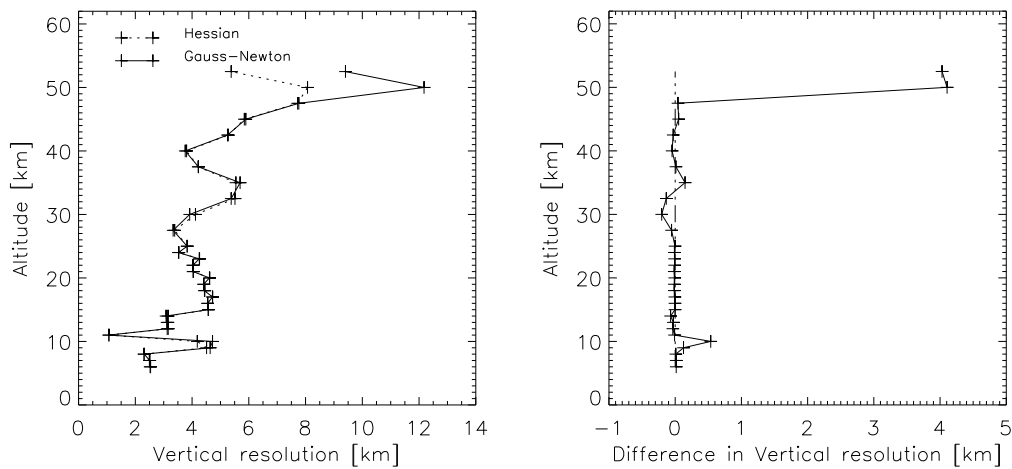 60
50
40
30
20
10
0
Altitude [km]
Hessian
Gauss-Newton
0 2 4 6 8 10 12 14
Vertical resolution [km]
60
50
40
30
20
10
0
Altitude [km]
-1 0 1 2 3 4 5
Difference in Vertical resolution [km]